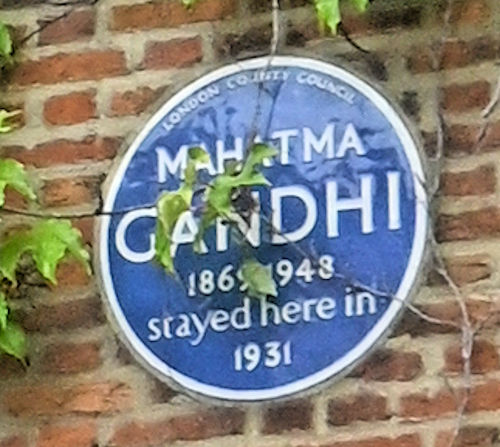 LONDON COUNTY COUNCIL
MAHATMA
GANDHI
1869-1948
stayed here in
1931